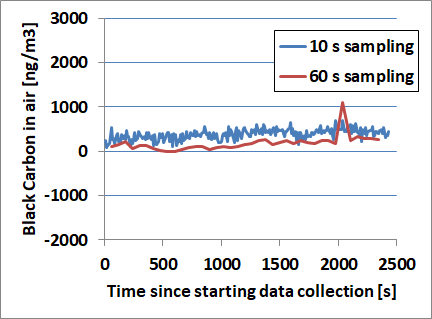 3000
2000
1000
0
-1000
-2000
Black Carbon in air [ng/m3]
10 s sampling
60 s sampling
0 500 1000 1500 2000 2500
Time since starting data collection [s]